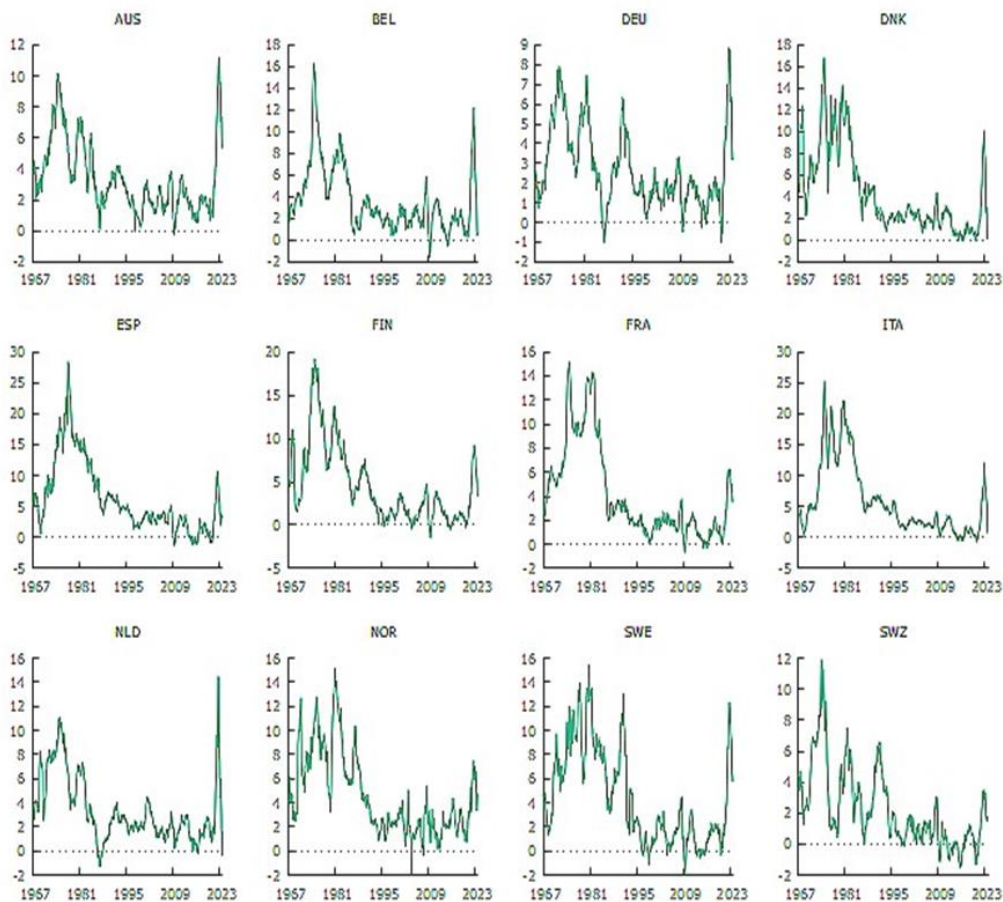 AUS BEL DEU DNK
12 18 9 18
10 16 8 16
8 14 7 14
6 12 6 12
4 10 5 10
2 8 4 8
0 6 3 6
-2 4 2 4
2 1 2
0 0 0
-2 -1 -2
-2
1967 1981 1995 2009 2023 1967 1981 1995 2009 2023 1967 1981 1995 2009 2023 1967 1981 1995 2009 2023
ESP FIN FRA ITA
30 20 16 30
25 15 14 25
20 10 12 20
15 5 10 15
10 0 8 10
5 -5 6 5
0 4 0
-5 2 -5
0
-2
1967 1981 1995 2009 2023 1967 1981 1995 2009 2023 1967 1981 1995 2009 2023 1967 1981 1995 2009 2023
NLD NOR SWE SWZ
16 16 16 12
14 14 14 10
12 12 12 8
10 10 10 6
8 8 8 4
6 6 6 2
4 4 4 0
2 2 2 -2
0 0 0
-2 -2 -2
1967 1981 1995 2009 2023 1967 1981 1995 2009 2023 1967 1981 1995 2009 2023 1967 1981 1995 2009 2023